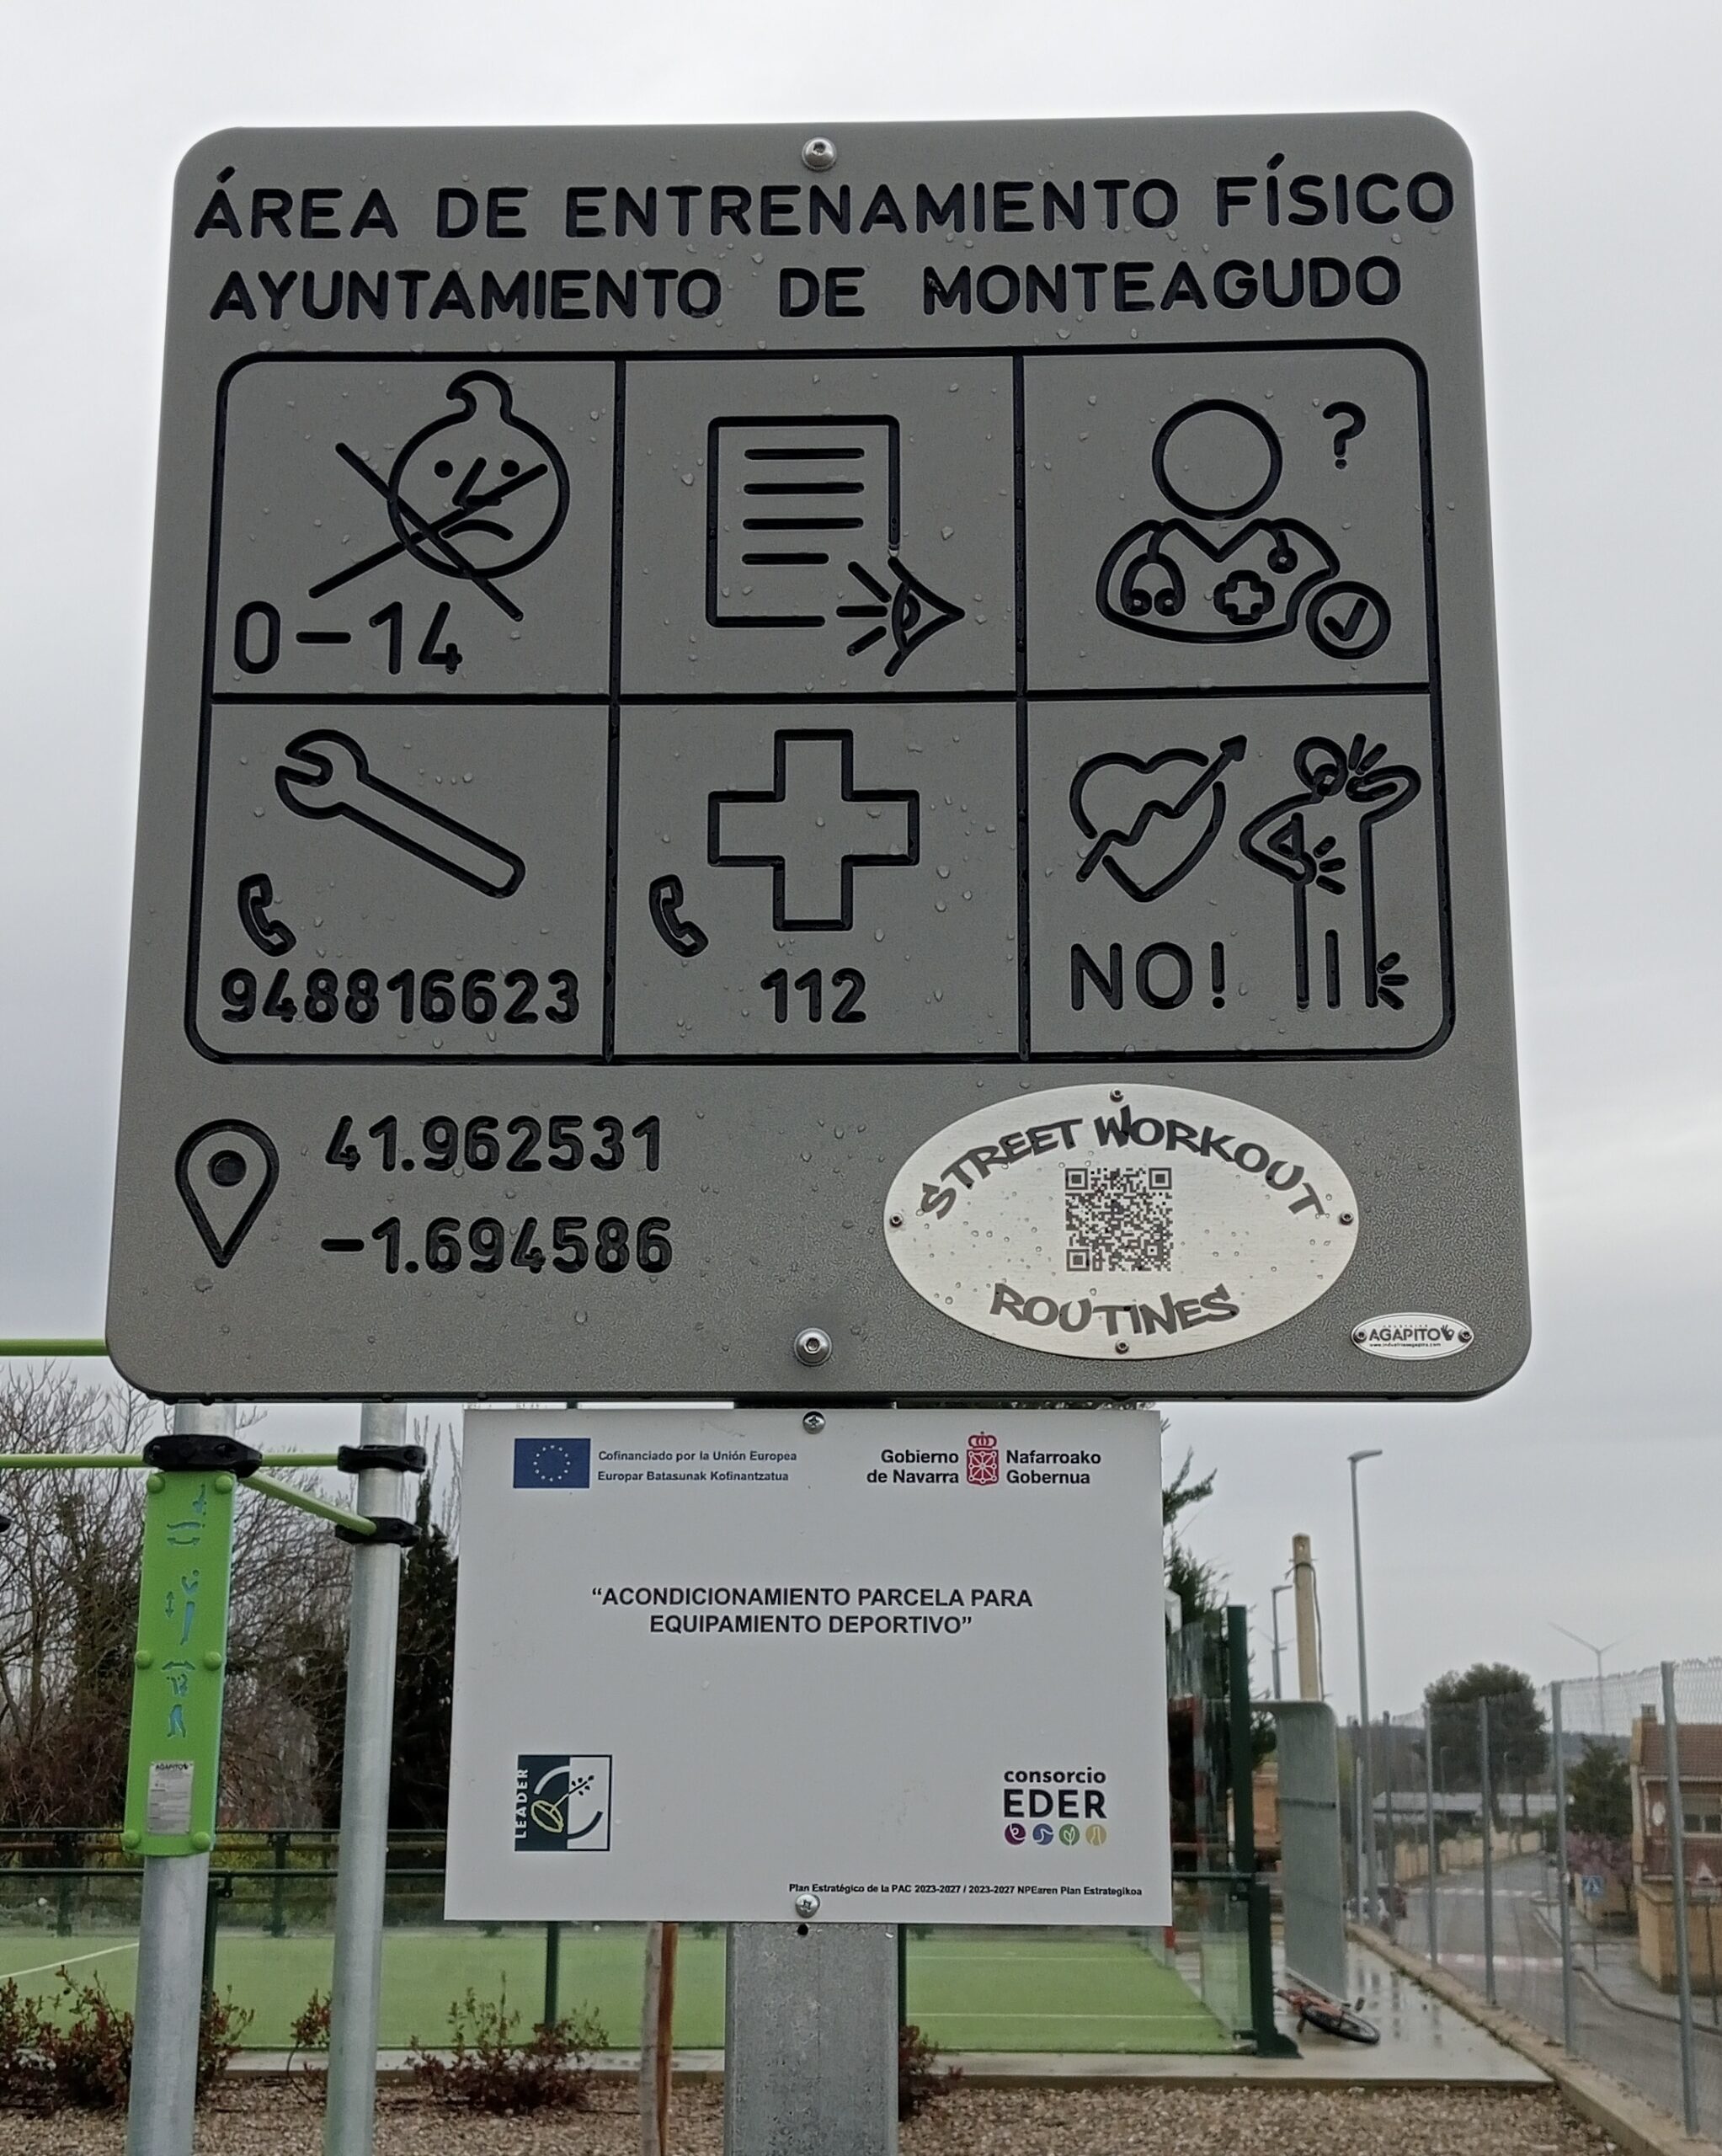 ÁREA DE ENTRENAMIENTO FÍSICO
AYUNTAMIENTO DE MONTEAGUDO
?
0-14
948816623
112
NO!
41.962531
-1.694586
STREET WORKOUT
ROUTINES
AGAPITO
Cofinanciado por la Unión Europea
Europar Batasunak Kofinantzatua
Gobierno
de Navarra
Nafarroako
Gobernua
“ACONDICIONAMIENTO PARCELA PARA
EQUIPAMIENTO DEPORTIVO”
LEADER
consorcio
EDER
Plan Estratégico de la PAC 2023-2027 / 2023-2027 NPEaren Plan Estrategikoa
AGAPITO